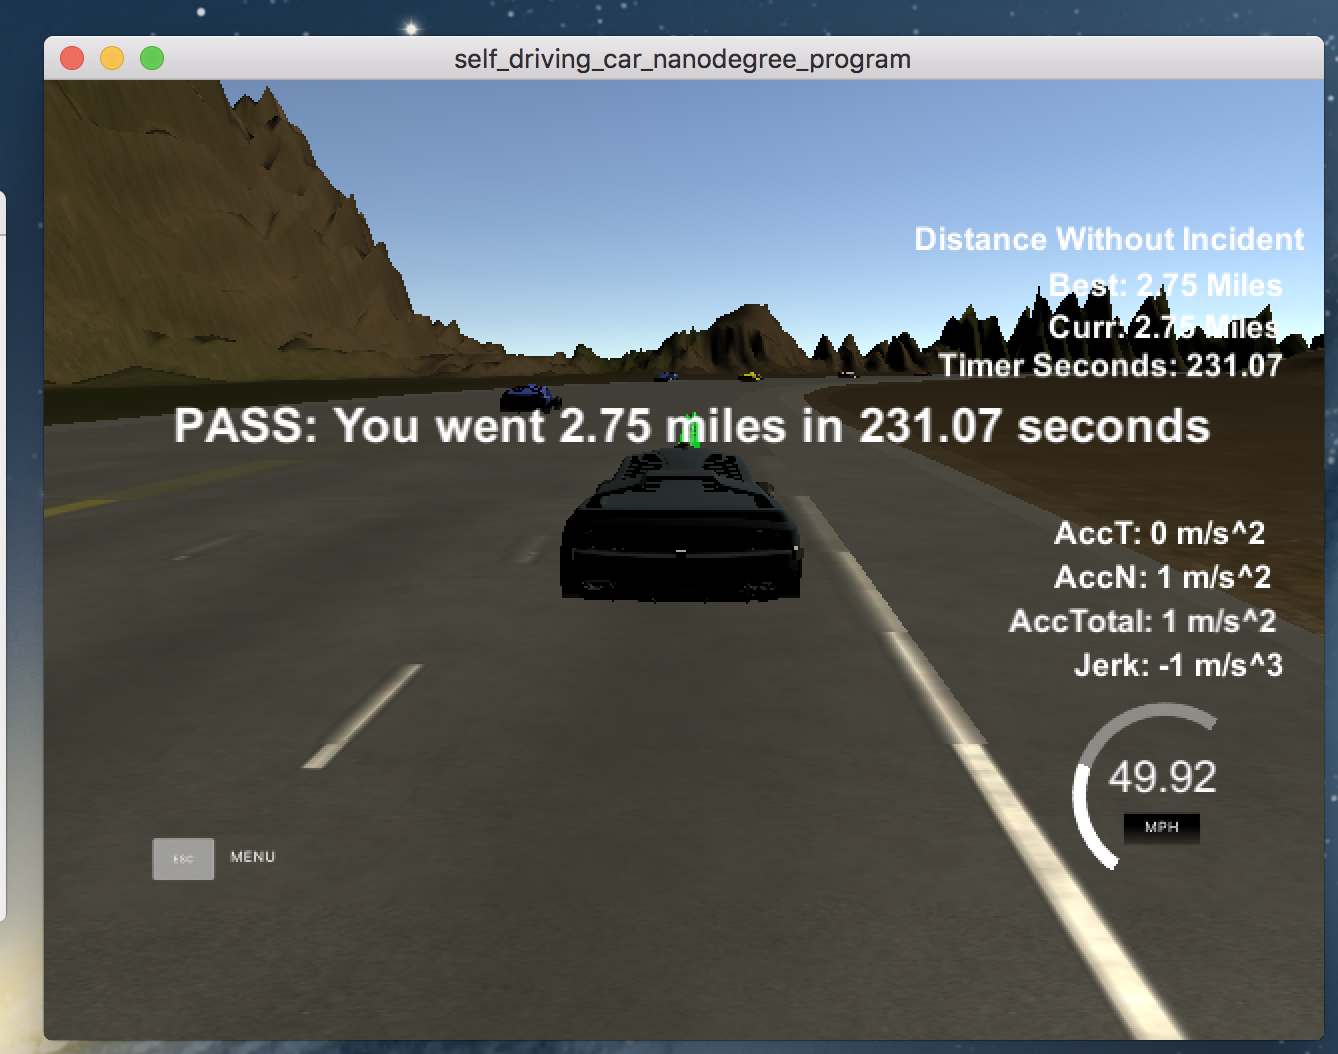 self_driving_car_nanodegree_program
Distance Without Incident
Best: 2.75 Miles
Curr: 2.75 Miles
Timer Seconds: 231.07
PASS: You went 2.75 miles in 231.07 seconds
AccT: 0 m/s^2
AccN: 1 m/s^2
AccTotal: 1 m/s^2
Jerk: -1 m/s^3
49.92
MPH
ESC MENU